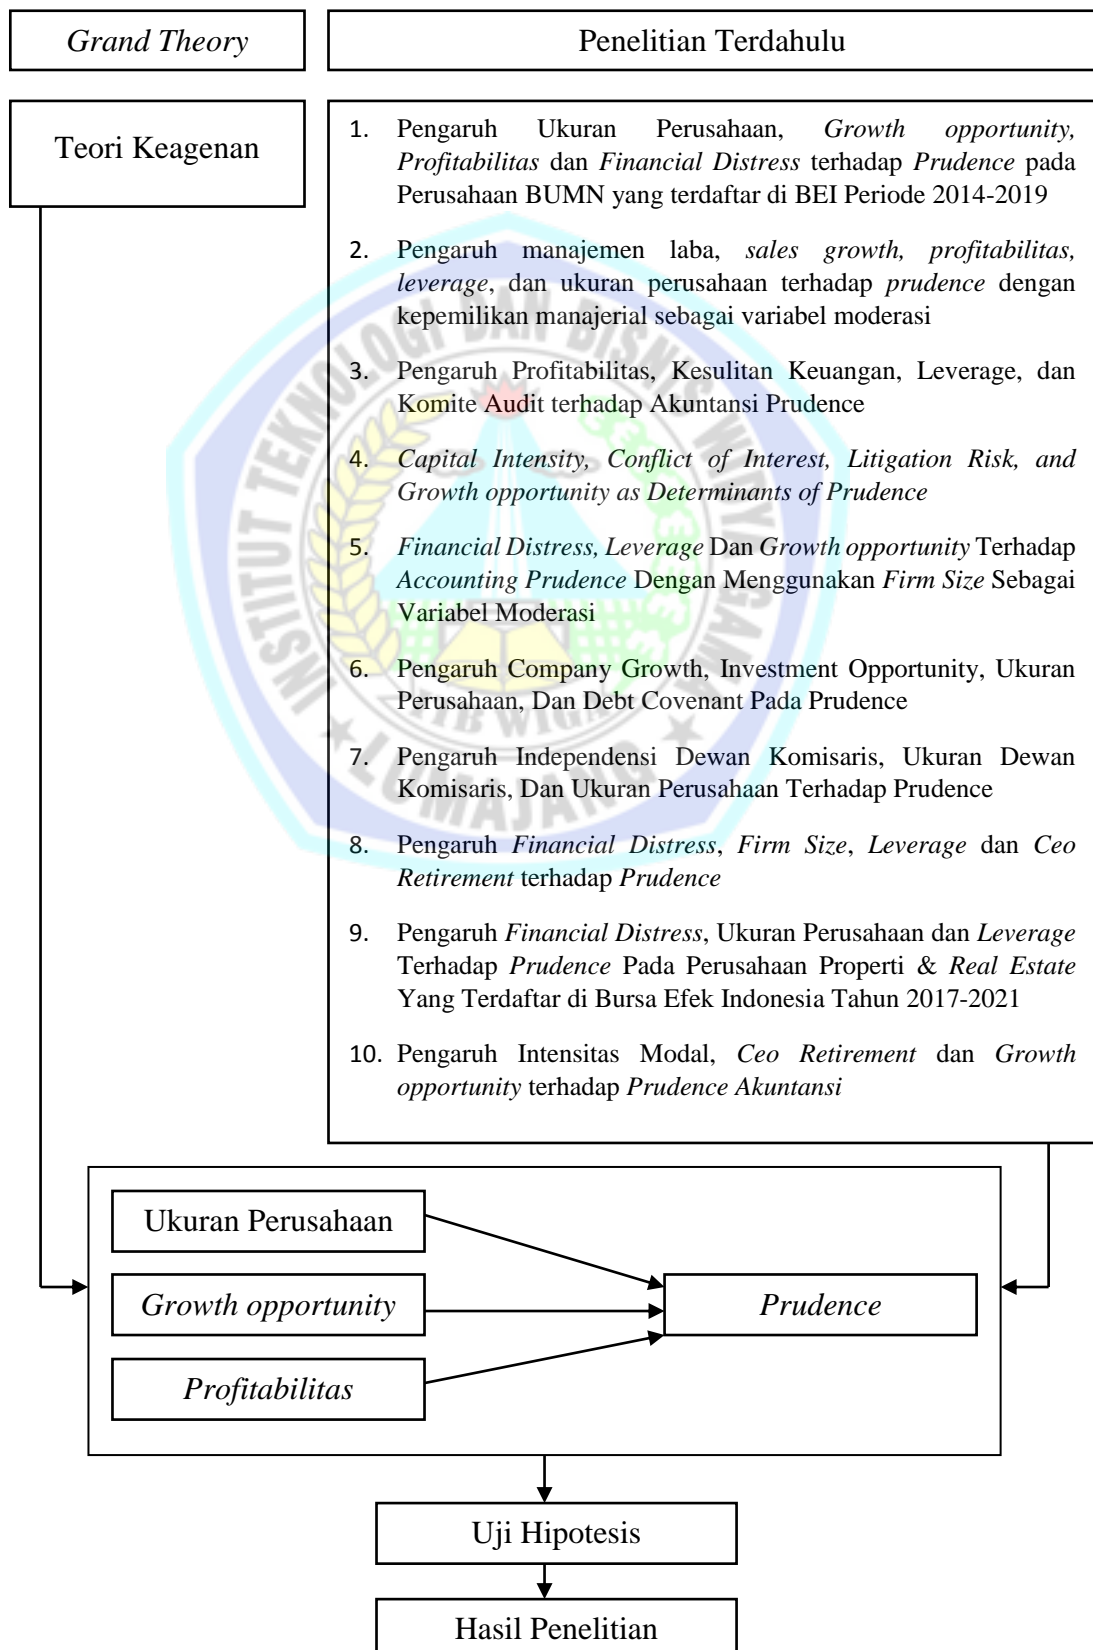 Grand Theory
Penelitian Terdahulu
Teori Keagenan
1. Pengaruh Ukuran Perusahaan, Growth opportunity,
Profitabilitas dan Financial Distress terhadap Prudence pada
Perusahaan BUMN yang terdaftar di BEI Periode 2014-2019
2. Pengaruh manajemen laba, sales growth, profitabilitas,
leverage, dan ukuran perusahaan terhadap prudence dengan
kepemilikan manajerial sebagai variabel moderasi
3. Pengaruh Profitabilitas, Kesulitan Keuangan, Leverage, dan
Komite Audit terhadap Akuntansi Prudence
4. Capital Intensity, Conflict of Interest, Litigation Risk, and
Growth opportunity as Determinants of Prudence
5. Financial Distress, Leverage Dan Growth opportunity Terhadap
Accounting Prudence Dengan Menggunakan Firm Size Sebagai
Variabel Moderasi
6. Pengaruh Company Growth, Investment Opportunity, Ukuran
Perusahaan, Dan Debt Covenant Pada Prudence
7. Pengaruh Independensi Dewan Komisaris, Ukuran Dewan
Komisaris, Dan Ukuran Perusahaan Terhadap Prudence
8. Pengaruh Financial Distress, Firm Size, Leverage dan Ceo
Retirement terhadap Prudence
9. Pengaruh Financial Distress, Ukuran Perusahaan dan Leverage
Terhadap Prudence Pada Perusahaan Properti & Real Estate
Yang Terdaftar di Bursa Efek Indonesia Tahun 2017-2021
10. Pengaruh Intensitas Modal, Ceo Retirement dan Growth
opportunity terhadap Prudence Akuntansi
INSTITUT TEKNOLOGI DAN BISNIS WIDYA GAMA
ITB WIGA
LUMAJANG
Ukuran Perusahaan
Growth opportunity
Profitabilitas
Prudence
Uji Hipotesis
Hasil Penelitian